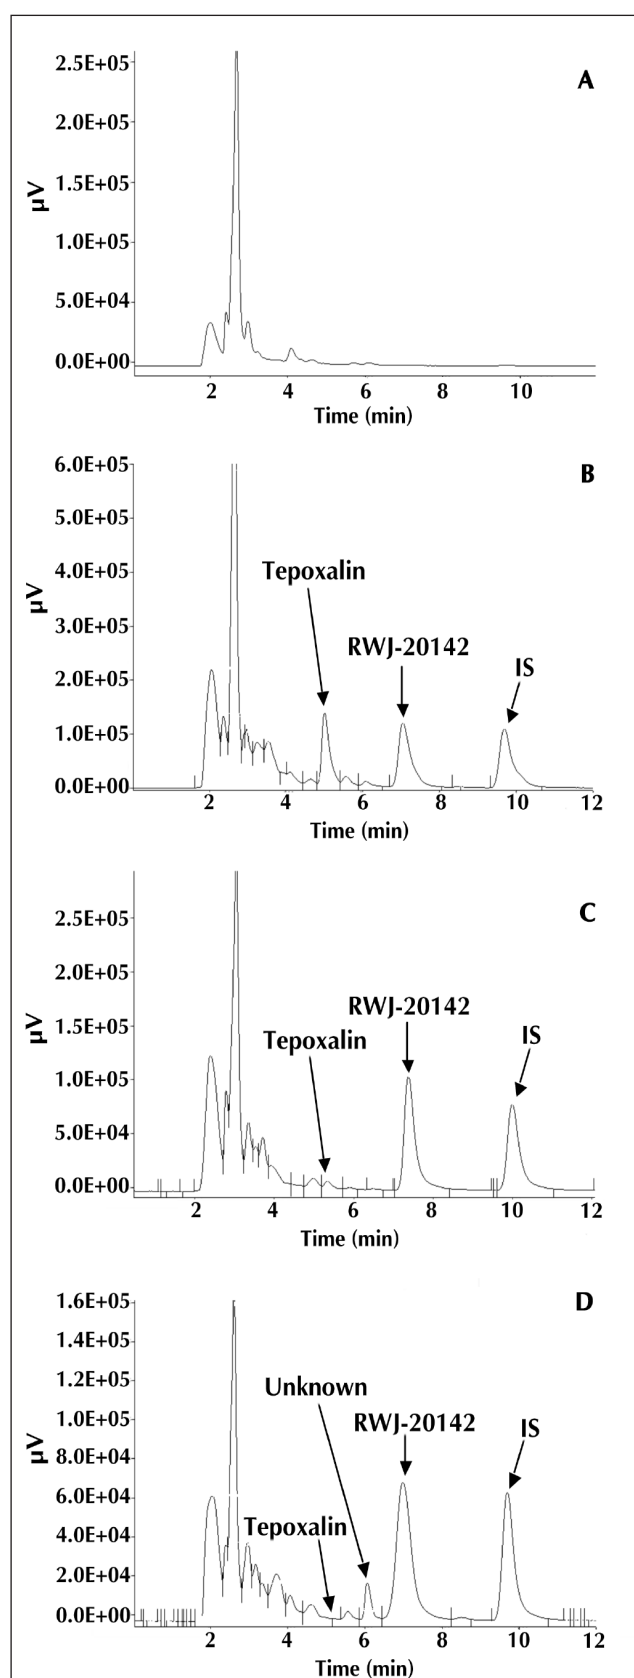 A
2.5E+05
2.0E+05
1.5E+05
1.0E+05
5.0E+04
0.0E+00
µV
2 4 6 8 10
Time (min)
B
6.0E+05
5.0E+05
4.0E+05
3.0E+05
2.0E+05
1.0E+05
0.0E+00
µV
Tepoxalin
RWJ-20142
IS
2 4 6 8 10 12
Time (min)
C
2.5E+05
2.0E+05
1.5E+05
1.0E+05
5.0E+04
0.0E+00
µV
RWJ-20142
Tepoxalin
IS
2 4 6 8 10 12
Time (min)
D
1.6E+05
1.4E+05
1.2E+05
1.0E+05
8.0E+04
6.0E+04
4.0E+04
2.0E+04
0.0E+00
µV
Unknown
RWJ-20142
IS
Tepoxalin
2 4 6 8 10 12
Time (min)